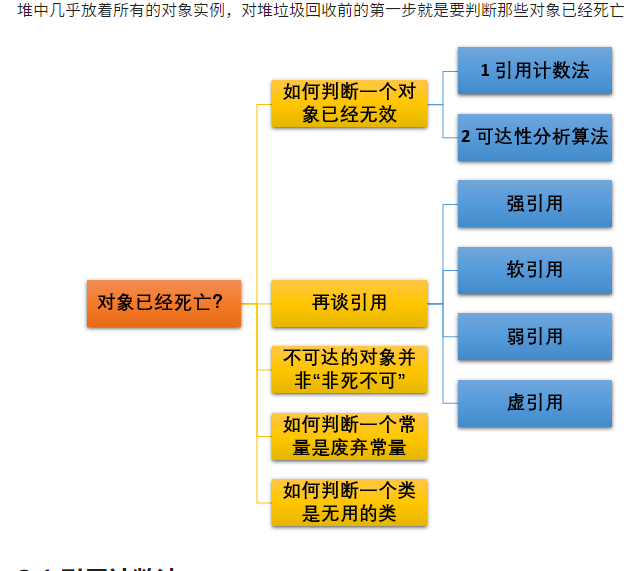 堆中几乎放着所有的对象实例，对堆垃圾回收前的第一步就是要判断那些对象已经死亡
如何判断一个对
象已经无效
1 引用计数法
2 可达性分析算法
对象已经死亡？
再谈引用
强引用
软引用
弱引用
虚引用
不可达的对象并
非“非死不可”
如何判断一个常
量是废弃常量
如何判断一个类
是无用的类